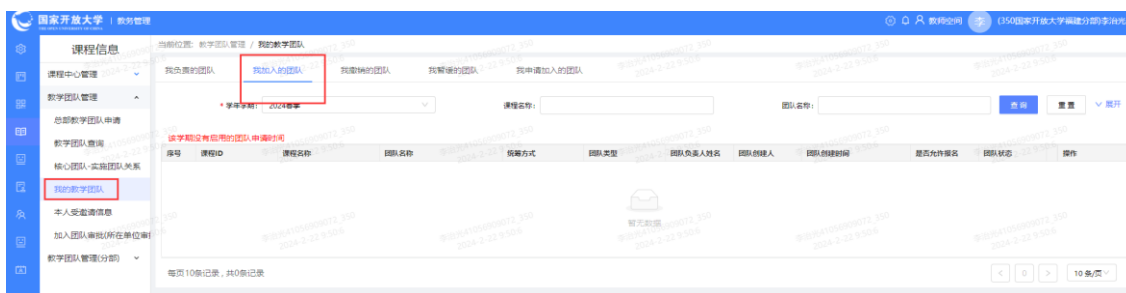 国家开放大学 | 教务管理
教师空间 李 (350国家开放大学福建分部)李治光
课程信息
当前位置: 教学团队管理 / 我的教学团队
课程中心管理
我负责的团队 我加入的团队 我撤销的团队 我暂缓的团队 我申请加入的团队
教学团队管理
* 学年学期: 2024春季 课程名称: 团队名称: 查询 重置 展开
总部教学团队申请
教学团队查询
该学期没有启用的团队申请时间
序号 课程ID 课程名称 团队名称 统筹方式 团队类型 团队负责人姓名 团队创建人 团队创建时间 是否允许报名 团队状态 操作
核心团队-实施团队关系
我的教学团队
本人受邀请信息
暂无数据
加入团队审批(所在单位审
教学团队管理(分部)
每页10条记录,共0条记录
0 10 条/页